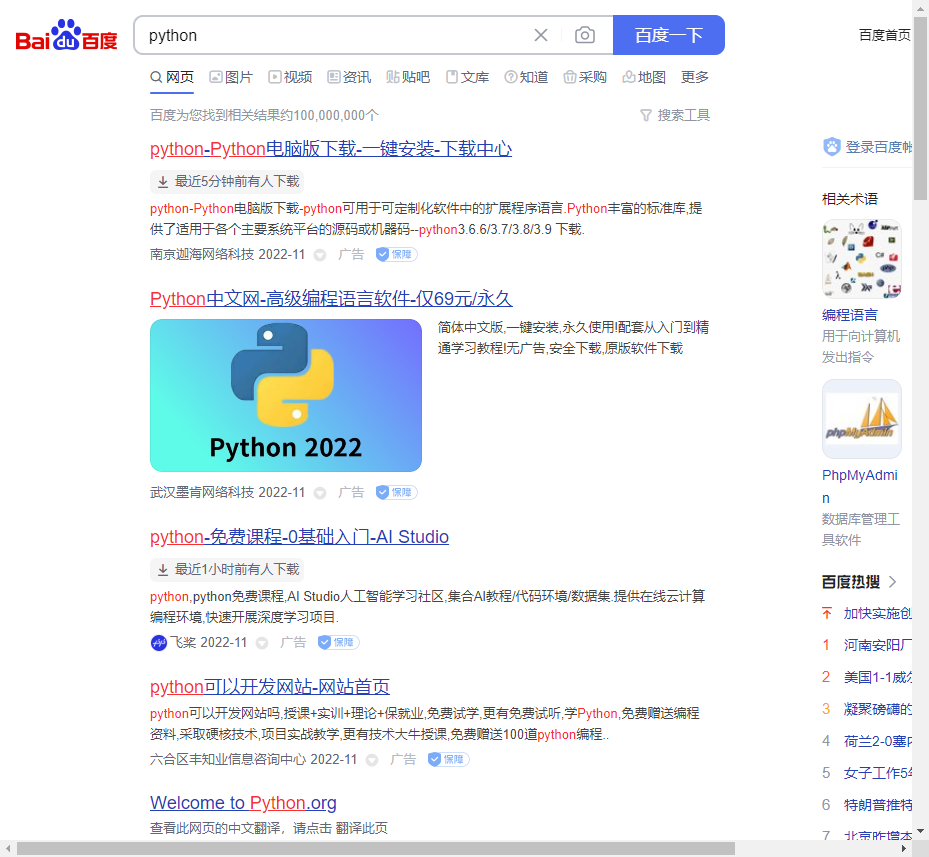 Bai du 百度
python
百度一下
百度首页
网页 图片 视频 资讯 贴吧 文库 知道 采购 地图 更多
百度为您找到相关结果约100,000,000个
搜索工具
python-Python电脑版下载-一键安装-下载中心
最近5分钟前有人下载
python-Python电脑版下载-python可用于可定制化软件中的扩展程序语言.Python丰富的标准库,提
供了适用于各个主要系统平台的源码或机器码--python3.6.6/3.7/3.8/3.9 下载.
南京迦海网络科技 2022-11 广告 保障
Python中文网-高级编程语言软件-仅69元/永久
Python 2022
简体中文版,一键安装,永久使用!配套从入门到精
通学习教程!无广告,安全下载,原版软件下载
武汉墨肯网络科技 2022-11 广告 保障
python-免费课程-0基础入门-AI Studio
最近1小时前有人下载
python,python免费课程,AI Studio人工智能学习社区,集合AI教程/代码环境/数据集.提供在线云计算
编程环境,快速开展深度学习项目.
飞桨 2022-11 广告 保障
python可以开发网站-网站首页
python可以开发网站吗,授课+实训+理论+保就业,免费试学,更有免费试听,学Python,免费赠送编程
资料,采取硬核技术,项目实战教学,更有技术大牛授课,免费赠送100道python编程..
六合区丰知业信息咨询中心 2022-11 广告 保障
Welcome to Python.org
查看此网页的中文翻译，请点击 翻译此页
登录百度帐
相关术语
编程语言
用于向计算机
发出指令
phpMyAdmin
PhpMyAdmi
n
数据库管理工
具软件
百度热搜
加快实施创
1 河南安阳厂
2 美国1-1威尔
3 凝聚磅礴的
4 荷兰2-0塞内
5 女子工作5年
6 特朗普推特
7 北京昨增本